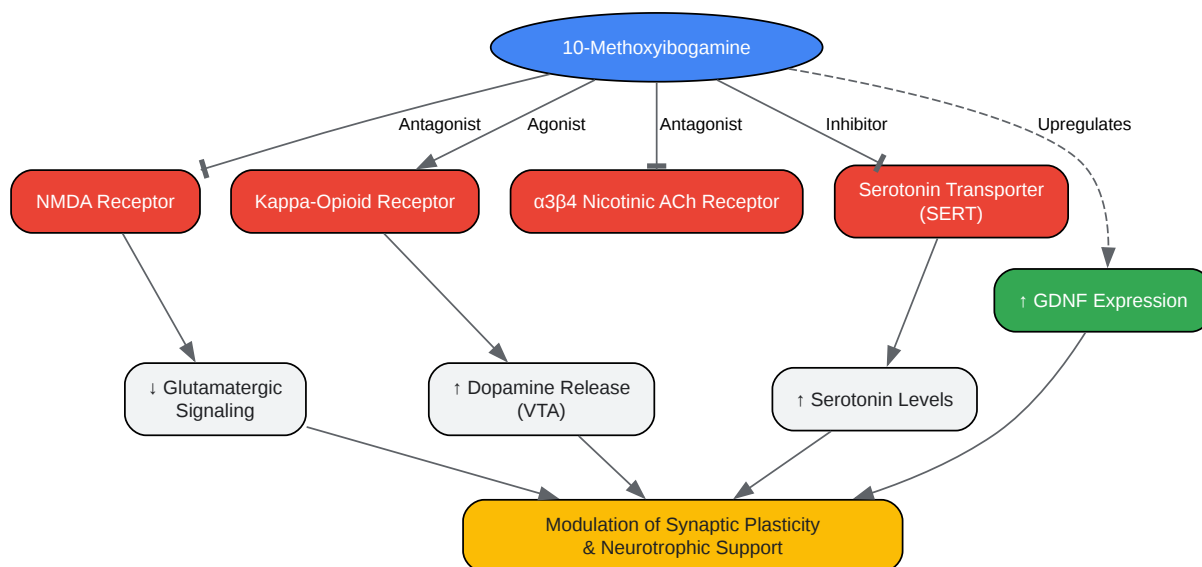 10-Methoxyibogamine
Antagonist
Agonist
Antagonist
Inhibitor
Upregulates
NMDA Receptor
Kappa-Opioid Receptor
α3β4 Nicotinic ACh Receptor
Serotonin Transporter
(SERT)
↑ GDNF Expression
↓ Glutamatergic
Signaling
↑ Dopamine Release
(VTA)
↑ Serotonin Levels
Modulation of Synaptic Plasticity
& Neurotrophic Support